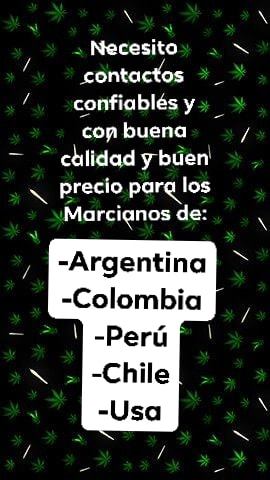 Necesito
contactos
confiables y
con buena
calidad y buen
precio para los
Marcianos de:
-Argentina
-Colombia
-Perú
-Chile
-Usa